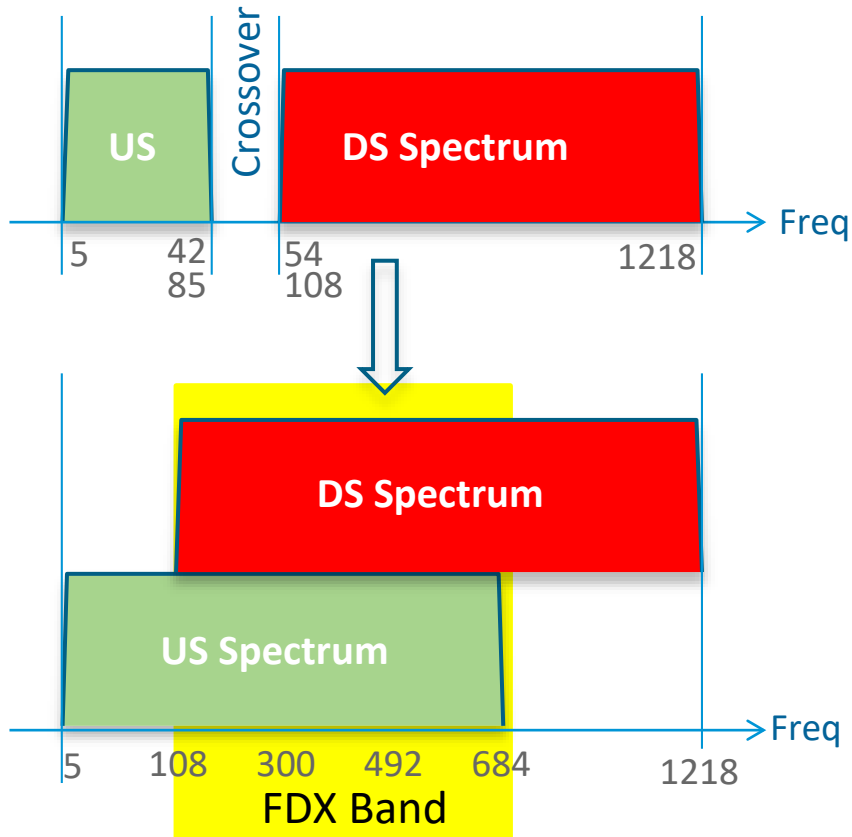 Crossover
US
DS Spectrum
Freq
5
42
54
1218
85
108
DS Spectrum
US Spectrum
Freq
5
108
300
492
684
1218
FDX Band